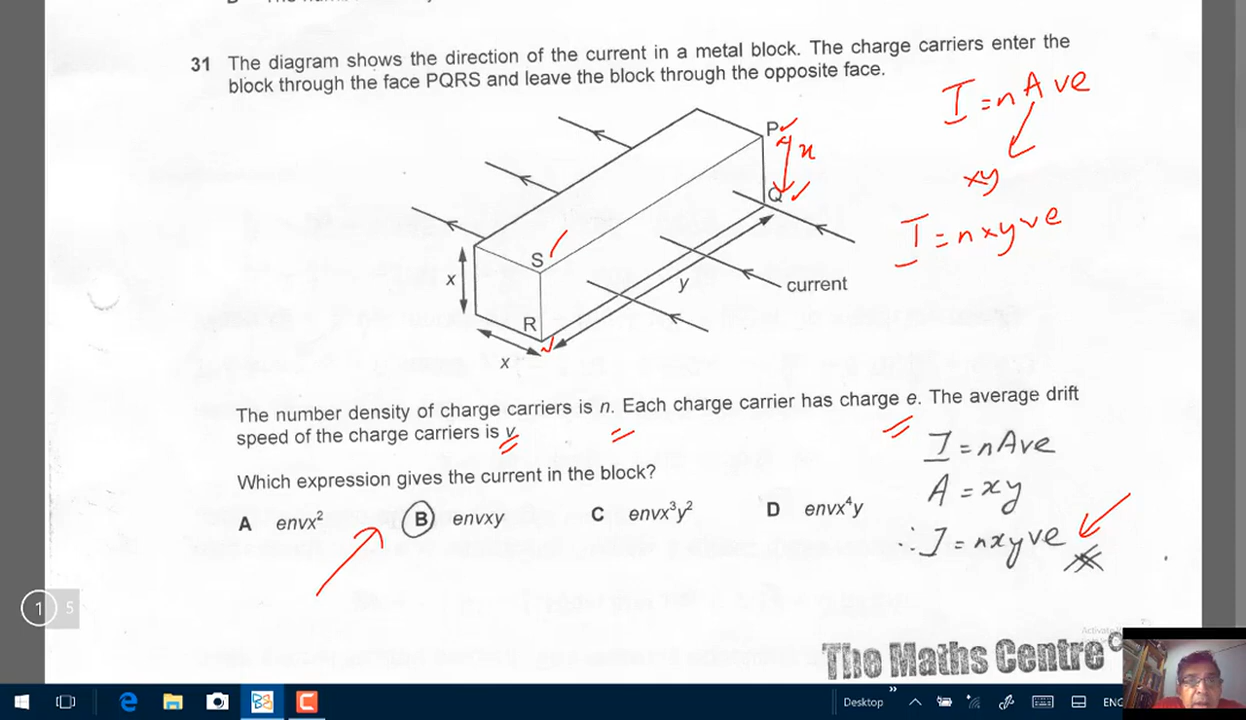 31 The diagram shows the direction of the current in a metal block. The charge carriers enter the
block through the face PQRS and leave the block through the opposite face.
I = nAve
P
x
xy
Q
I = nxyve
S
x
y
current
R
x
The number density of charge carriers is n. Each charge carrier has charge e. The average drift
speed of the charge carriers is v
I = nAve
Which expression gives the current in the block?
A = xy
A envx² B envxy C envx³y² D envx⁴y
∴ I = nxyve
1 5
The Maths Centre
Desktop